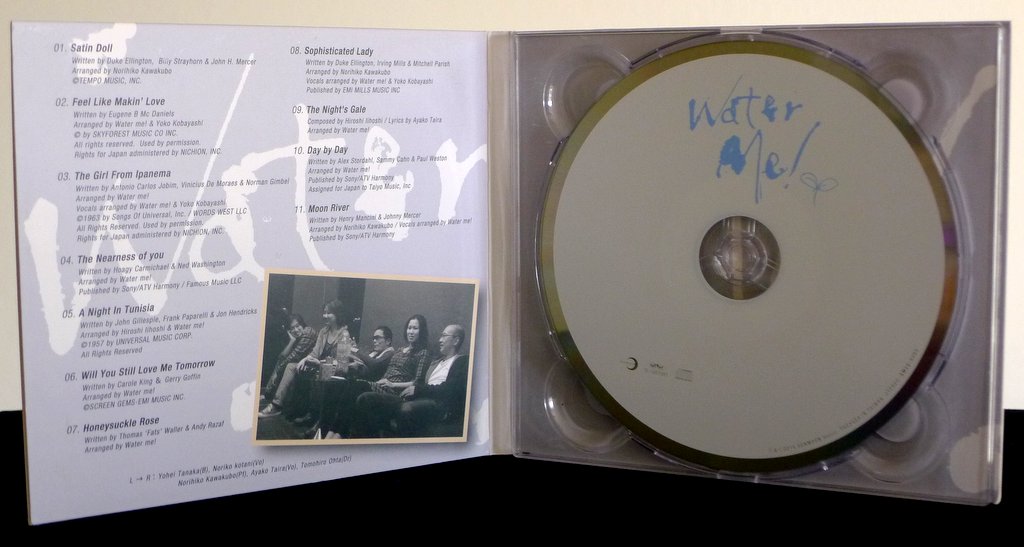 01. Satin Doll
Written by Duke Ellington, Billy Strayhorn & John H. Mercer
Arranged by Norihiko Kawakubo
©TEMPO MUSIC, INC.
02. Feel Like Makin' Love
Written by Eugene B Mc Daniels
Arranged by Water me! & Yoko Kobayashi
© by SKYFOREST MUSIC CO INC.
All rights reserved. Used by permission.
Rights for Japan administered by NICHION, INC.
03. The Girl From Ipanema
Written by Antonio Carlos Jobim, Vinicius De Moraes & Norman Gimbel
Arranged by Water me!
Vocals arranged by Water me! & Yoko Kobayashi
©1963 by Songs Of Universal, Inc. / WORDS WEST LLC
All Rights Reserved. Used by permission.
Rights for Japan administered by NICHION, INC.
04. The Nearness of you
Written by Hoagy Carmichael & Ned Washington
Arranged by Water me!
Published by Sony/ATV Harmony / Famous Music LLC
05. A Night In Tunisia
Written by John Gillesple, Frank Paparelli & Jon Hendricks
Arranged by Hiroshi Iihoshi & Water me!
©1957 by UNIVERSAL MUSIC CORP.
All Rights Reserved
06. Will You Still Love Me Tomorrow
Written by Carole King & Gerry Goffin
Arranged by Water me!
©SCREEN GEMS-EMI MUSIC INC.
07. Honeysuckle Rose
Written by Thomas 'Fats' Waller & Andy Razaf
Arranged by Water me!
08. Sophisticated Lady
Written by Duke Ellington, Irving Mills & Mitchell Parish
Arranged by Norihiko Kawakubo
Vocals arranged by Water me! & Yoko Kobayashi
Published by EMI MILLS MUSIC INC
09. The Night's Gale
Composed by Hiroshi Iihoshi / Lyrics by Ayako Taira
Arranged by Water me!
10. Day by Day
Written by Alex Stordahl, Sammy Cahn & Paul Weston
Arranged by Water me!
Published by Sony/ATV Harmony
Assigned for Japan to Taiyo Music, Inc
11. Moon River
Written by Henry Mancini & Johnny Mercer
Arranged by Norihiko Kawakubo / Vocals arranged by Water me!
Published by Sony/ATV Harmony
L → R : Yohei Tanaka(B), Noriko kotani(Vo)
Norihiko Kawakubo(Pf), Ayako Taira(Vo), Tomohiro Ohta(Dr)
Water
Water
Me!